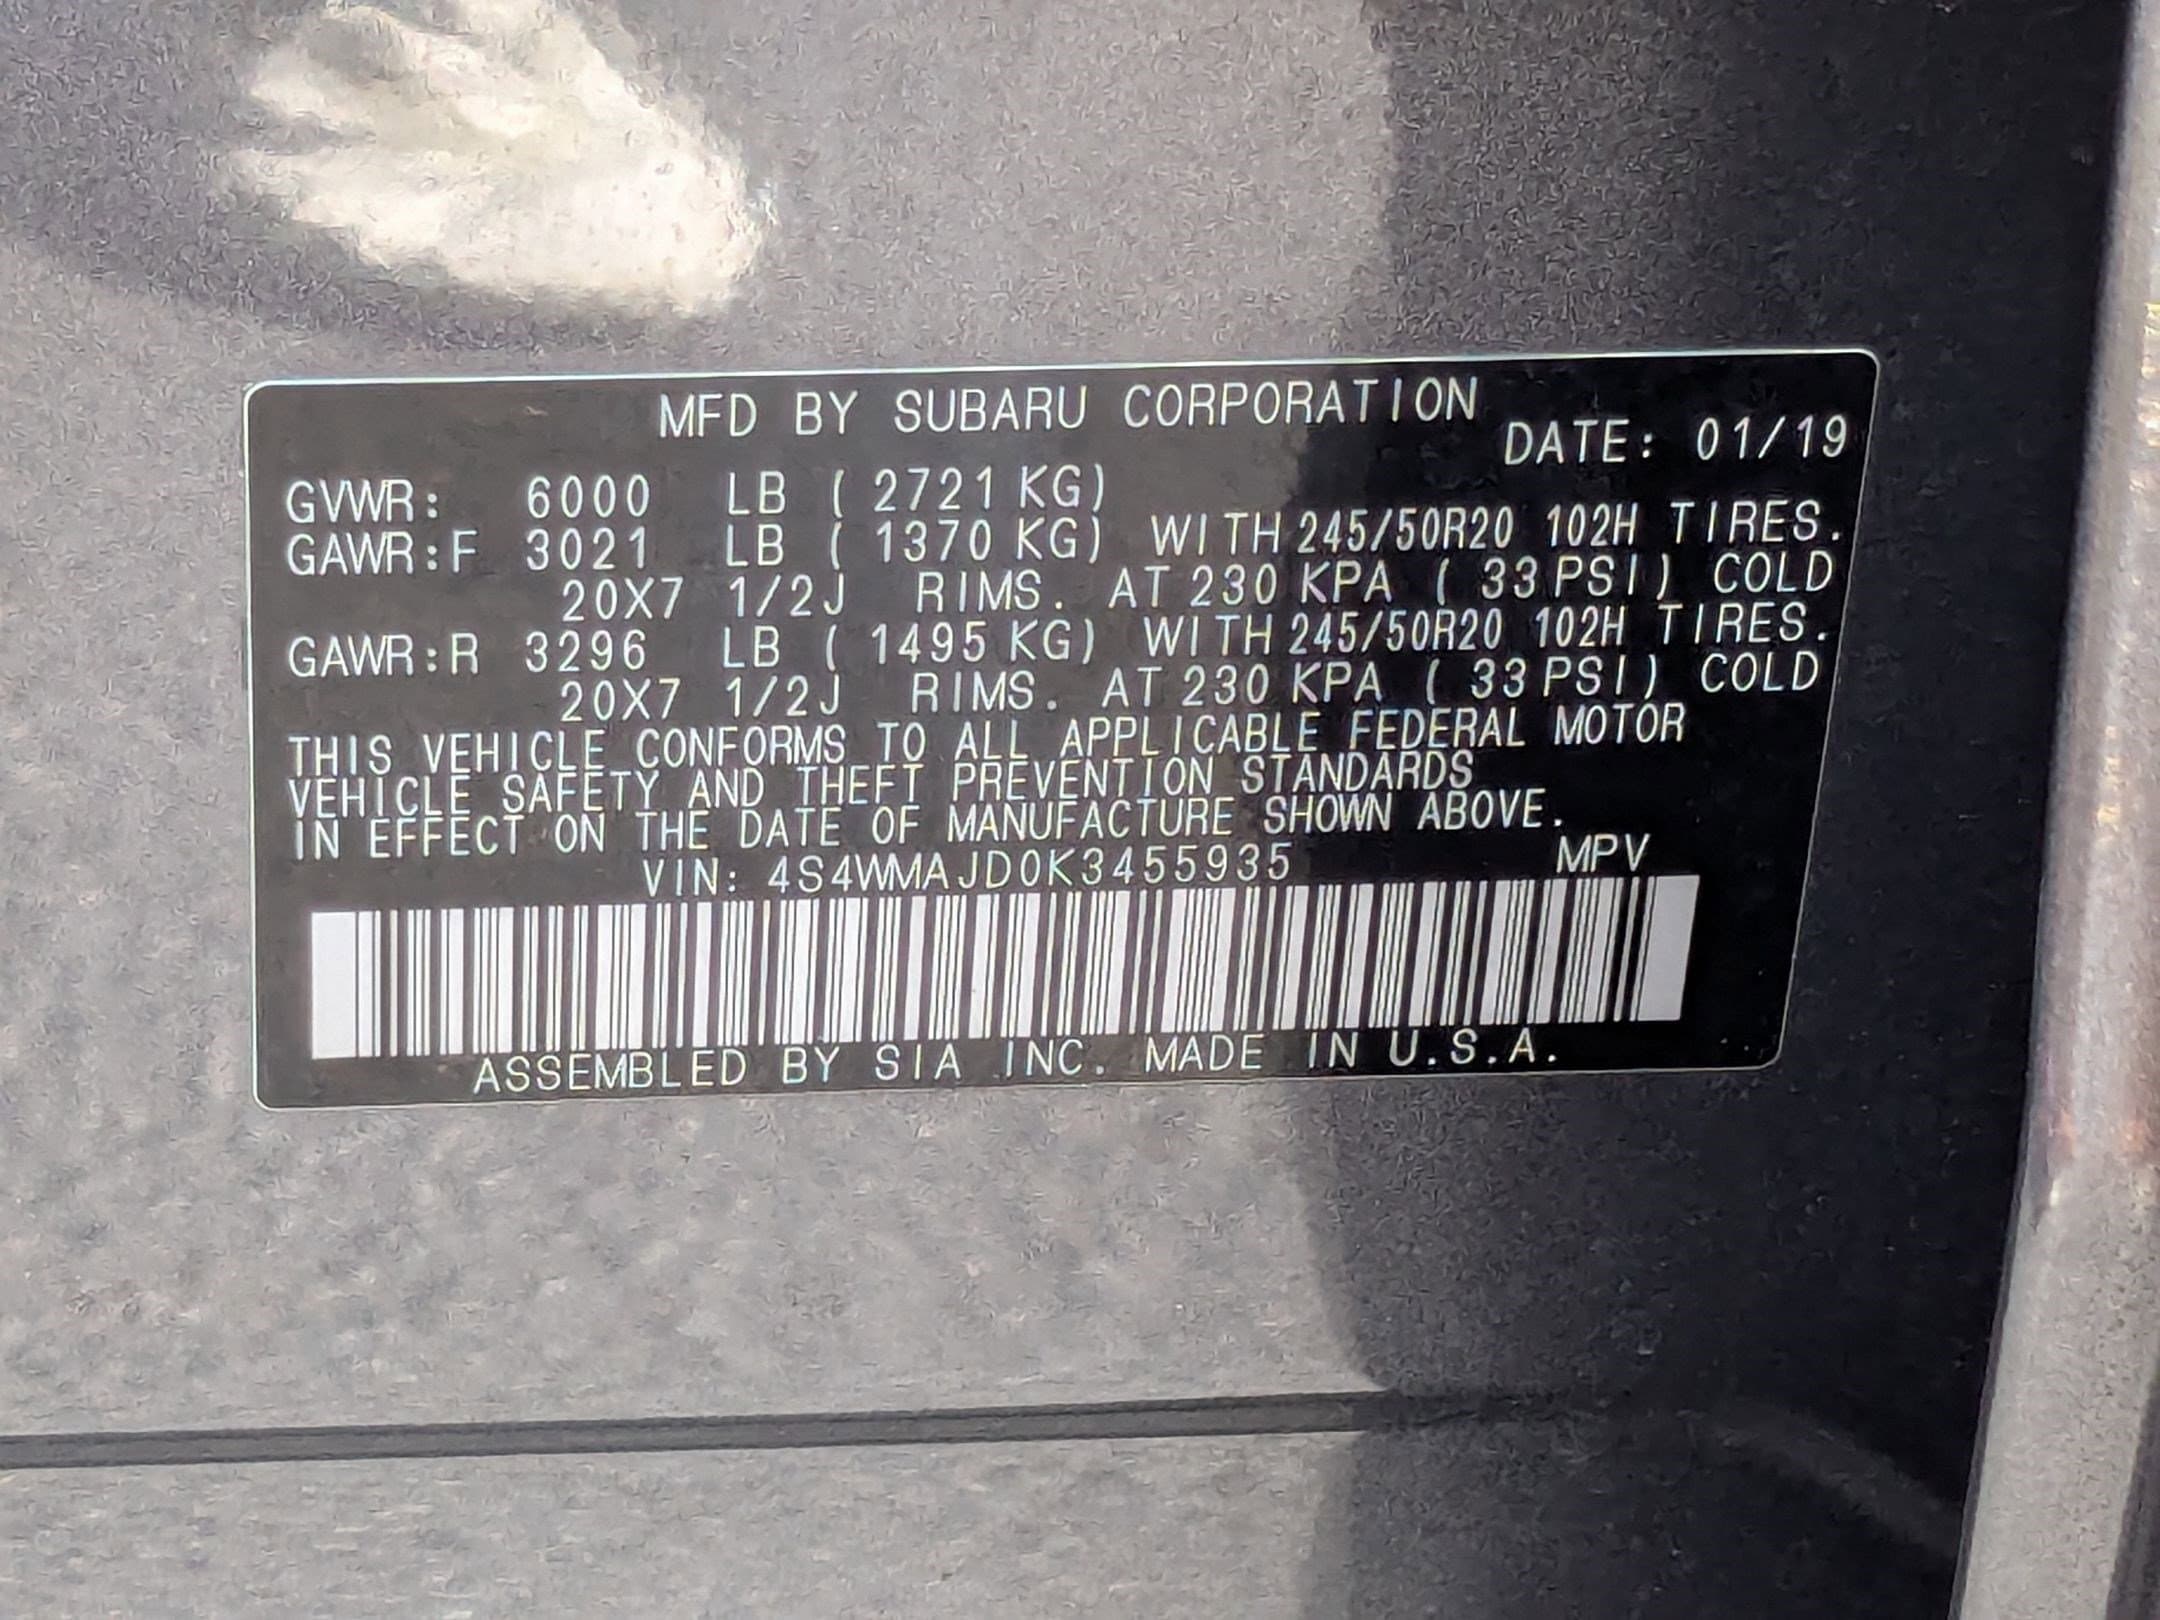 MFD BY SUBARU CORPORATION
DATE: 01/19
GVWR: 6000 LB ( 2721 KG)
GAWR:F 3021 LB ( 1370 KG) WITH 245/50R20 102H TIRES.
20X7 1/2J RIMS. AT 230 KPA ( 33 PSI) COLD
GAWR:R 3296 LB ( 1495 KG) WITH 245/50R20 102H TIRES.
20X7 1/2J RIMS. AT 230 KPA ( 33 PSI) COLD
THIS VEHICLE CONFORMS TO ALL APPLICABLE FEDERAL MOTOR
VEHICLE SAFETY AND THEFT PREVENTION STANDARDS
IN EFFECT ON THE DATE OF MANUFACTURE SHOWN ABOVE.
VIN: 4S4WMAJD0K3455935 MPV
ASSEMBLED BY SIA INC. MADE IN U.S.A.